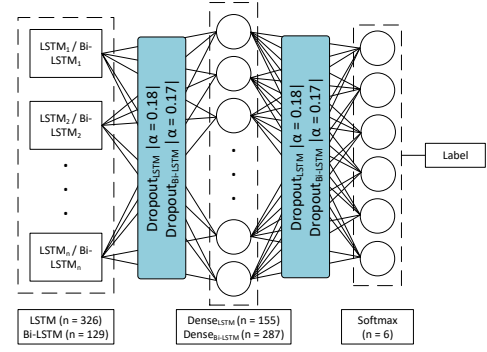 LSTM₁ / Bi-
LSTM₁
LSTM₂ / Bi-
LSTM₂
LSTMₙ / Bi-
LSTMₙ
DropoutLSTM |α = 0.18|
DropoutBi-LSTM |α = 0.17|
DropoutLSTM |α = 0.18|
DropoutBi-LSTM |α = 0.17|
Label
LSTM (n = 326)
Bi-LSTM (n = 129)
DenseLSTM (n = 155)
DenseBi-LSTM (n = 287)
Softmax
(n = 6)